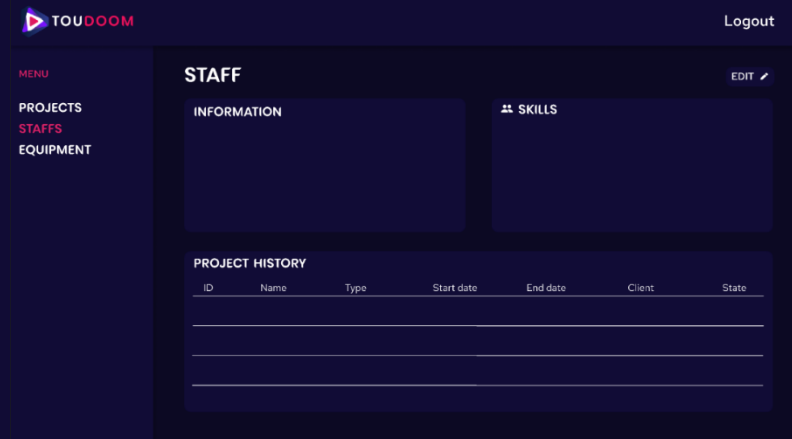 TOUDOOM
Logout
MENU
PROJECTS
STAFFS
EQUIPMENT
STAFF
EDIT
INFORMATION
SKILLS
PROJECT HISTORY
ID Name Type Start date End date Client State